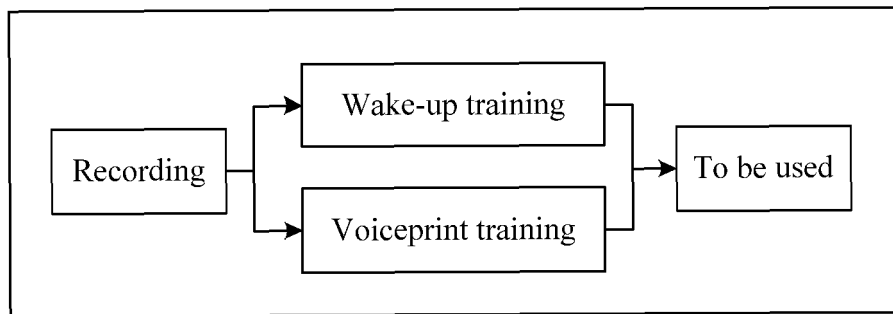 Recording
Wake-up training
Voiceprint training
To be used